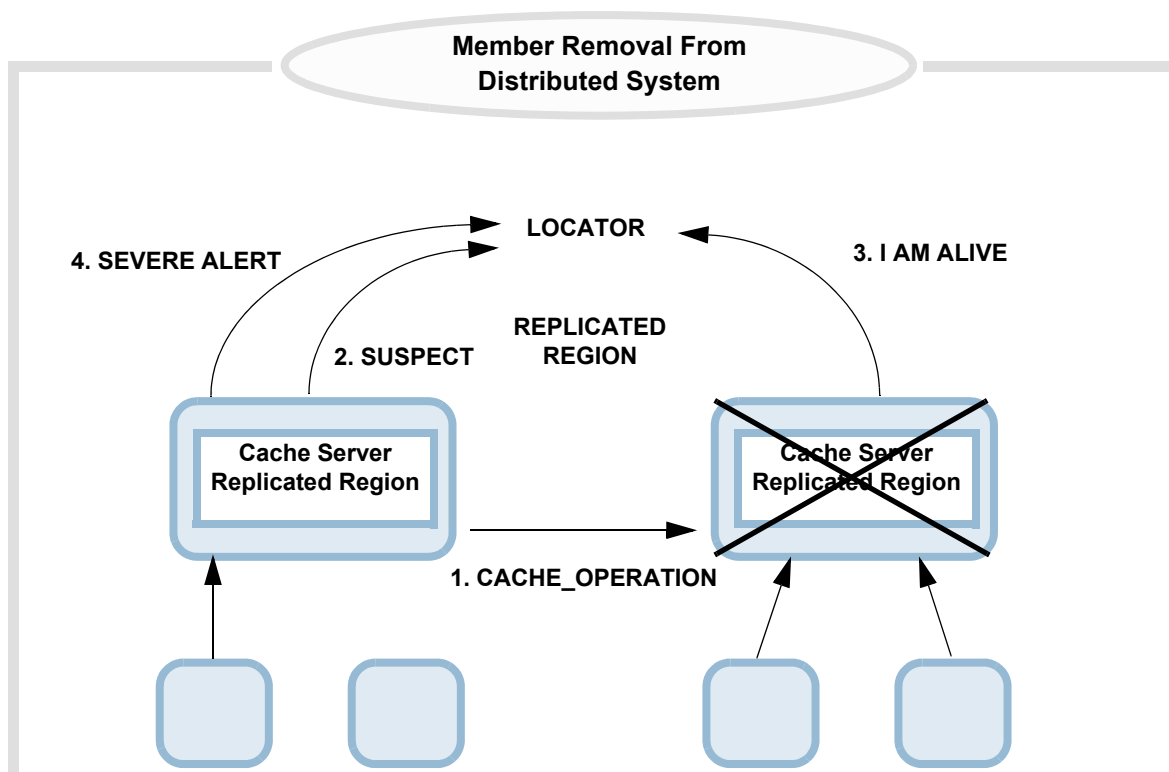 Member Removal From
Distributed System
LOCATOR
4. SEVERE ALERT
3. I AM ALIVE
REPLICATED
REGION
2. SUSPECT
Cache Server
Replicated Region
Cache Server
Replicated Region
1. CACHE_OPERATION